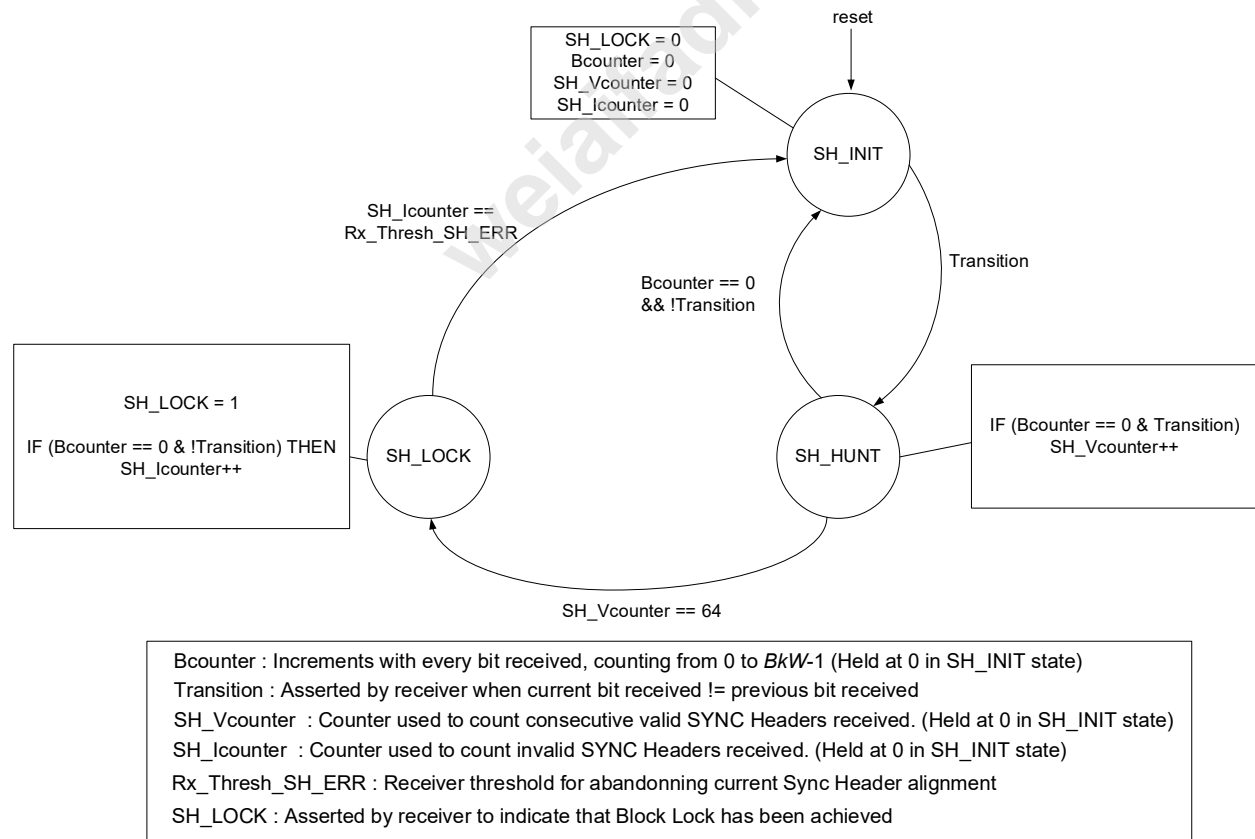 reset
SH_LOCK = 0
Bcounter = 0
SH_Vcounter = 0
SH_Icounter = 0
SH_INIT
SH_Icounter ==
Rx_Thresh_SH_ERR
Transition
Bcounter == 0
&& !Transition
SH_LOCK = 1
IF (Bcounter == 0 & !Transition) THEN
SH_Icounter++
SH_LOCK
SH_HUNT
IF (Bcounter == 0 & Transition)
SH_Vcounter++
SH_Vcounter == 64
Bcounter : Increments with every bit received, counting from 0 to BkW-1 (Held at 0 in SH_INIT state)
Transition : Asserted by receiver when current bit received != previous bit received
SH_Vcounter : Counter used to count consecutive valid SYNC Headers received. (Held at 0 in SH_INIT state)
SH_Icounter : Counter used to count invalid SYNC Headers received. (Held at 0 in SH_INIT state)
Rx_Thresh_SH_ERR : Receiver threshold for abandonning current Sync Header alignment
SH_LOCK : Asserted by receiver to indicate that Block Lock has been achieved